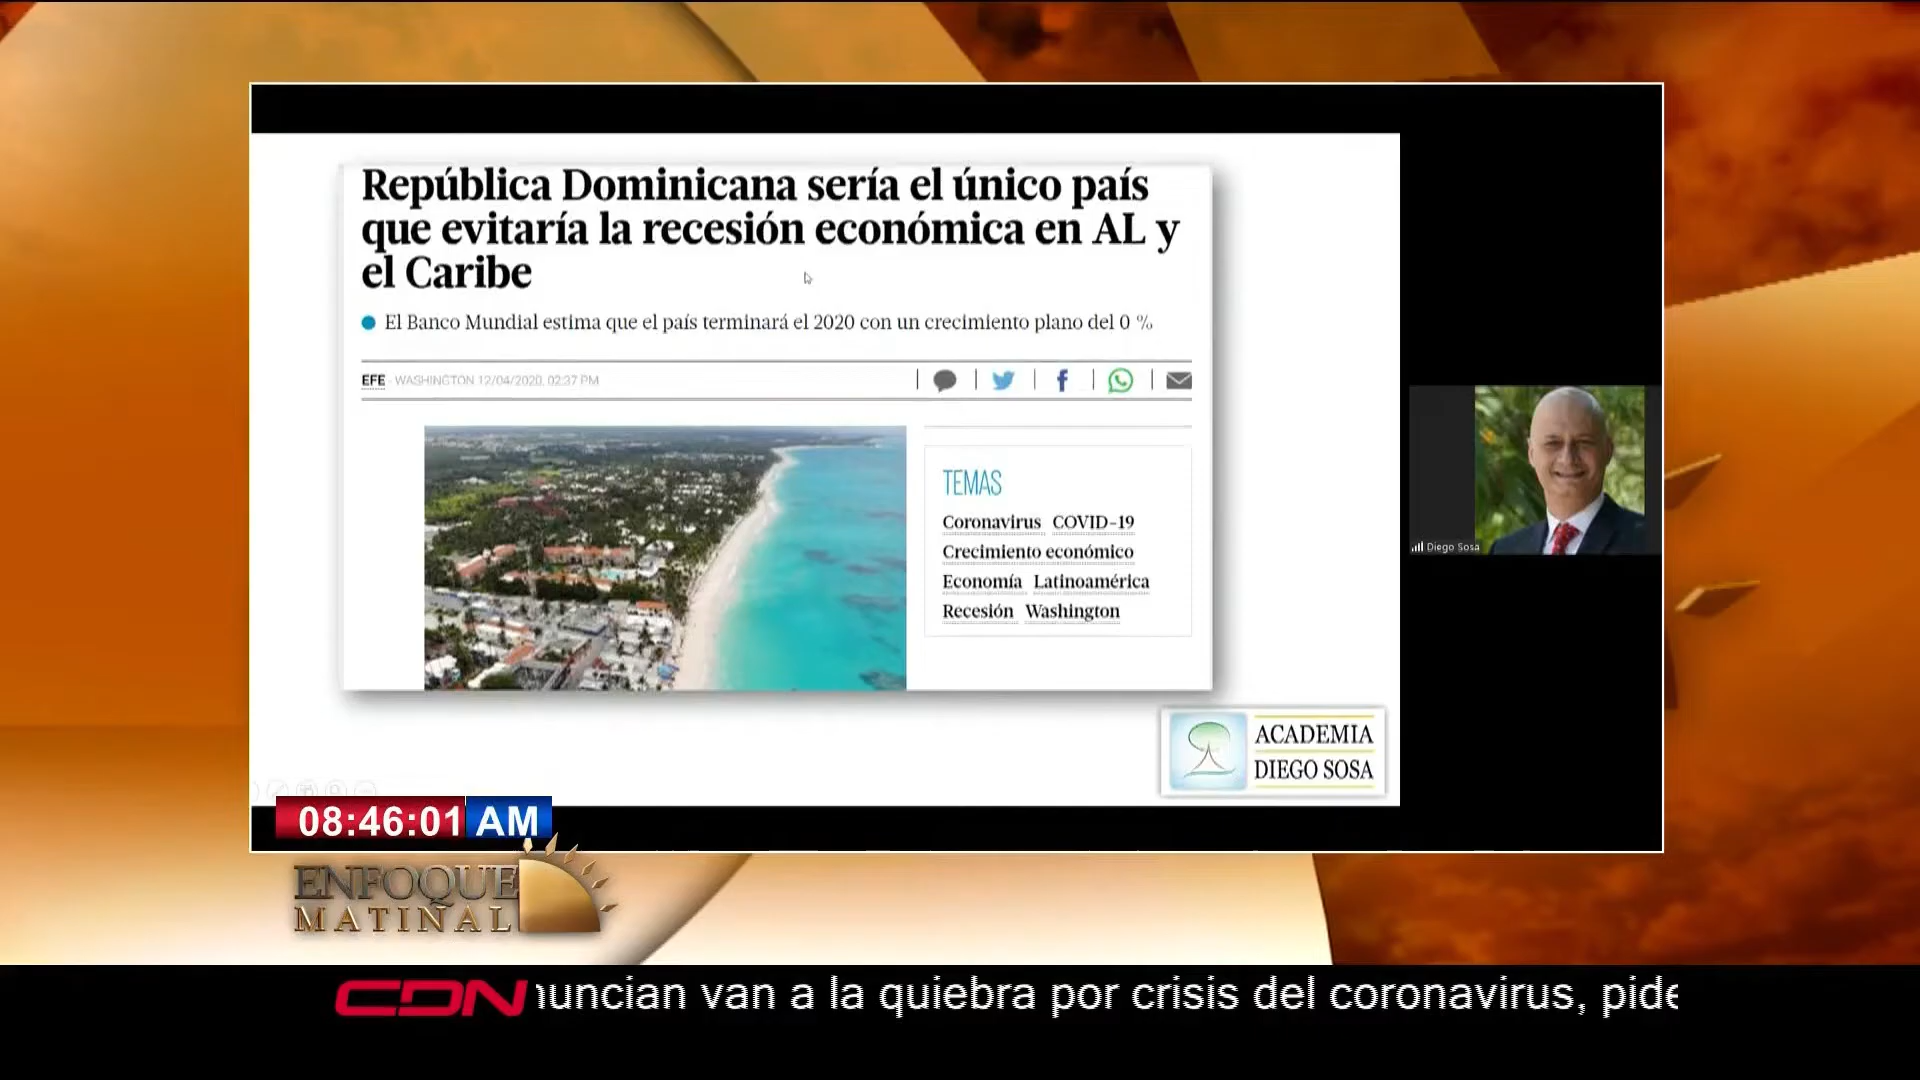 República Dominicana sería el único país
que evitaría la recesión económica en AL y
el Caribe
El Banco Mundial estima que el país terminará el 2020 con un crecimiento plano del 0 %
EFE WASHINGTON 12/04/2020, 02:37 PM
TEMAS
Coronavirus COVID-19
Crecimiento económico
Economía Latinoamérica
Recesión Washington
Diego Sosa
ACADEMIA
DIEGO SOSA
08:46:01 AM
ENFOQUE
MATINAL
CDN nuncian van a la quiebra por crisis del coronavirus, pide